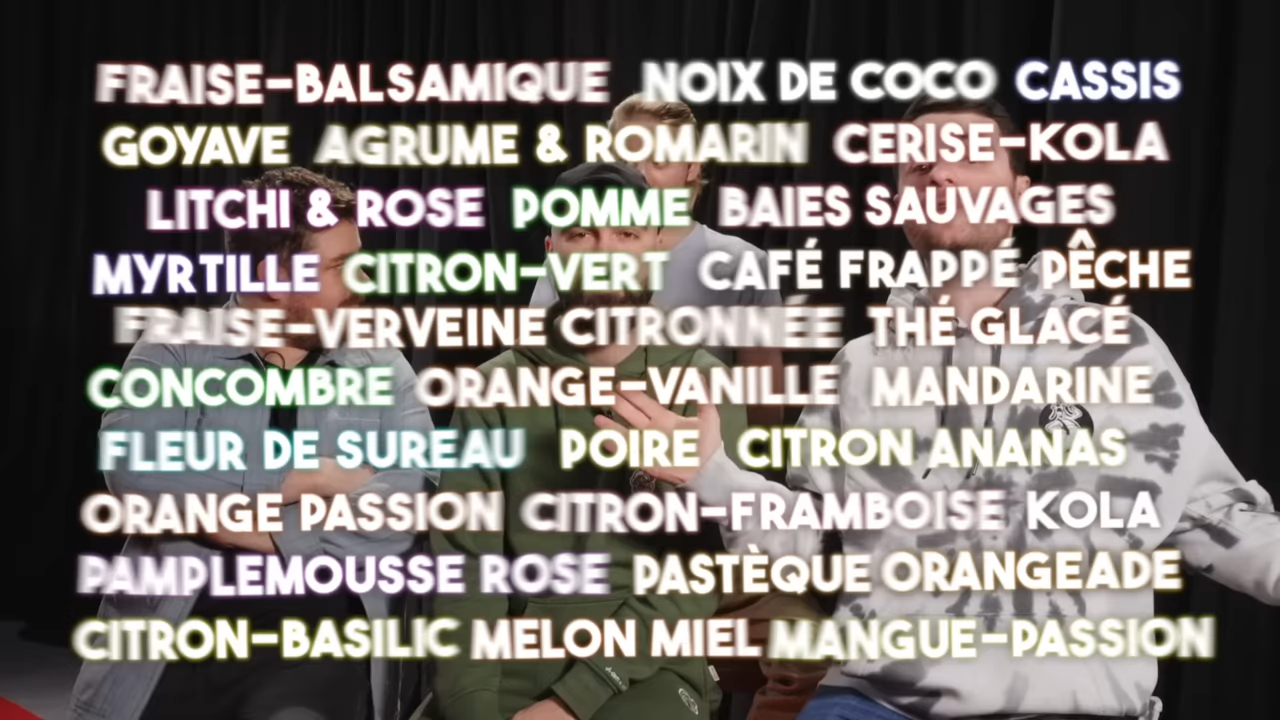 FRAISE-BALSAMIQUE NOIX DE COCO CASSIS
GOYAVE AGRUME & ROMARIN CERISE-KOLA
LITCHI & ROSE POMME BAIES SAUVAGES
MYRTILLE CITRON-VERT CAFÉ FRAPPÉ PÊCHE
FRAISE-VERVEINE CITRONNÉE THÉ GLACÉ
CONCOMBRE ORANGE-VANILLE MANDARINE
FLEUR DE SUREAU POIRE CITRON ANANAS
ORANGE PASSION CITRON-FRAMBOISE KOLA
PAMPLEMOUSSE ROSE PASTÈQUE ORANGEADE
CITRON-BASILIC MELON MIEL MANGUE-PASSION